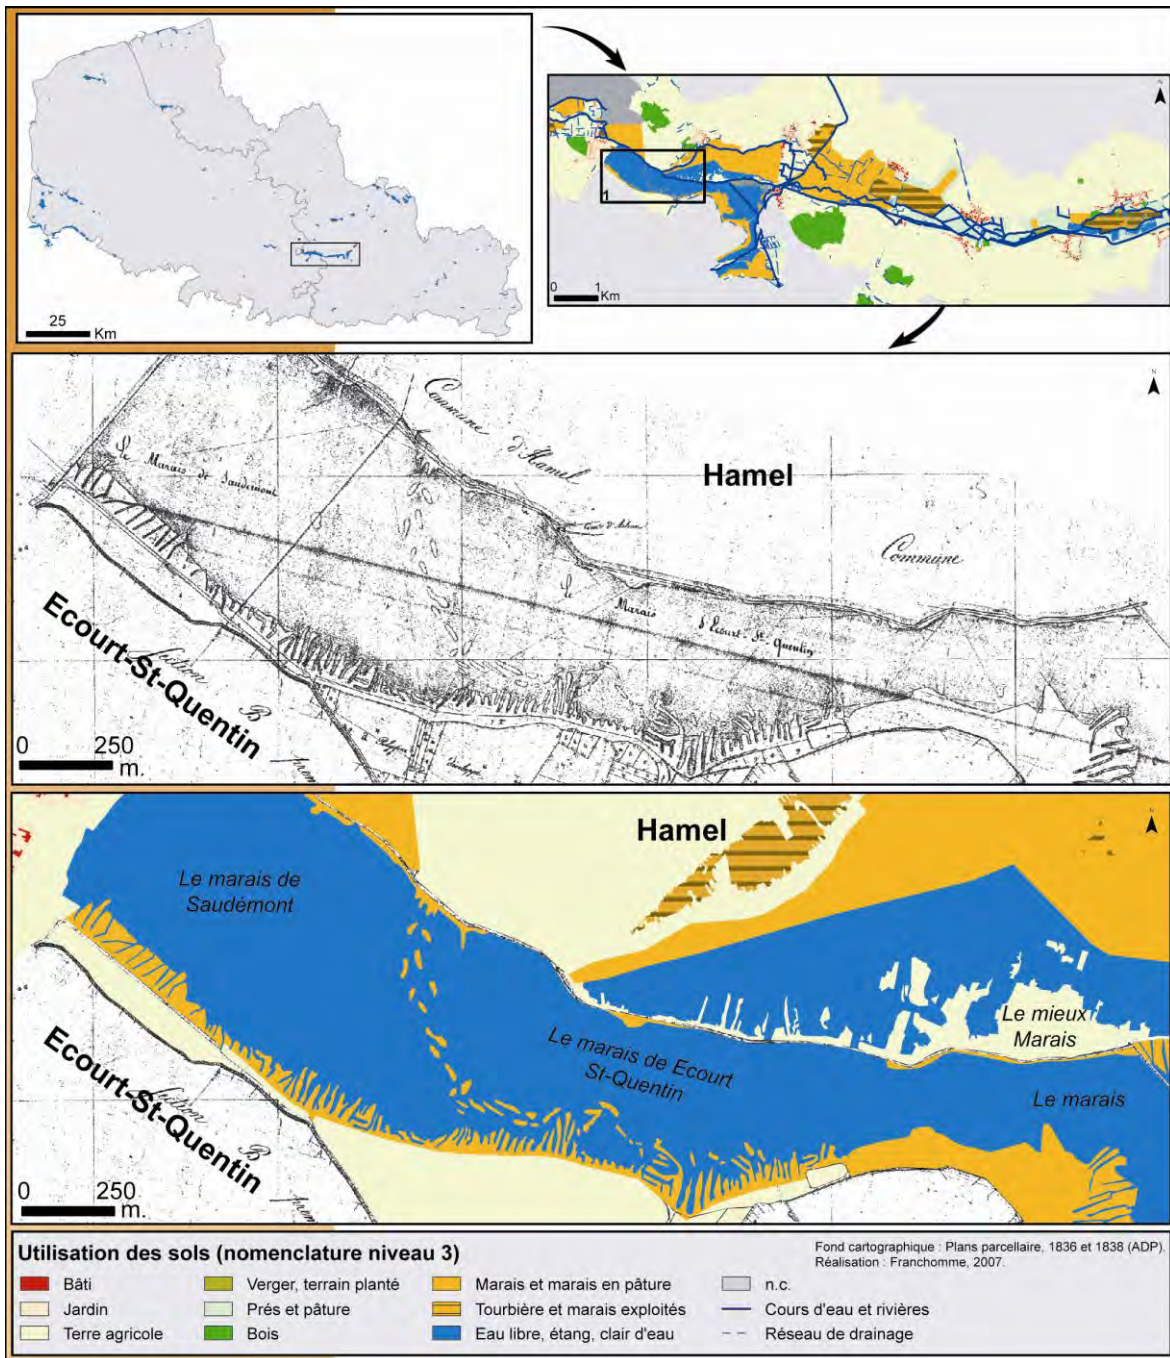 25
Km
N
1
0 1
Km
N
Commune
d'Hamel
Hamel
Le Marais de Saudemont
Commune
Le Marais d'Ecourt-St-Quentin
Ecourt-St-Quentin
Section
B
0 250
m.
N
Hamel
Le marais de
Saudémont
Le mieux
Marais
Le marais de Ecourt
St-Quentin
Le marais
Ecourt-St-Quentin
Section
B
0 250
m.
Utilisation des sols (nomenclature niveau 3)
Fond cartographique : Plans parcellaire, 1836 et 1838 (ADP).
Réalisation : Franchomme, 2007.
Bâti
Verger, terrain planté
Marais et marais en pâture
n.c.
Jardin
Prés et pâture
Tourbière et marais exploités
Cours d'eau et rivières
Terre agricole
Bois
Eau libre, étang, clair d'eau
Réseau de drainage